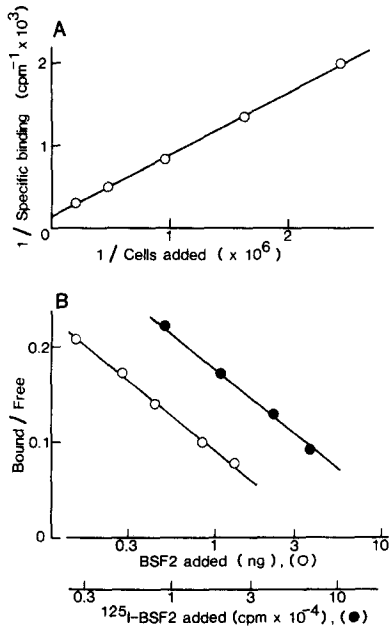 A
1 / Specific binding (cpm⁻¹ x 10³)
2
1
0
1
2
1 / Cells added ( x 10⁶)
B
Bound / Free
0.2
0.1
0
0.3
1
3
10
BSF2 added ( ng ) , (O)
0.3
1
3
10
¹²⁵I-BSF2 added (cpm x 10⁻⁴) , (●)